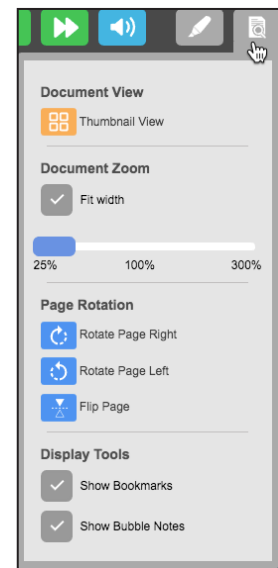 Document View
Thumbnail View
Document Zoom
Fit width
25% 100% 300%
Page Rotation
Rotate Page Right
Rotate Page Left
Flip Page
Display Tools
Show Bookmarks
Show Bubble Notes